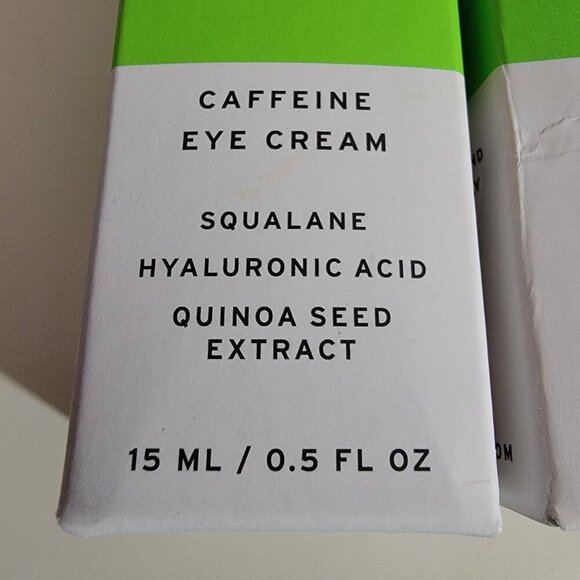 CAFFEINE
EYE CREAM
SQUALANE
HYALURONIC ACID
QUINOA SEED
EXTRACT
15 ML / 0.5 FL OZ